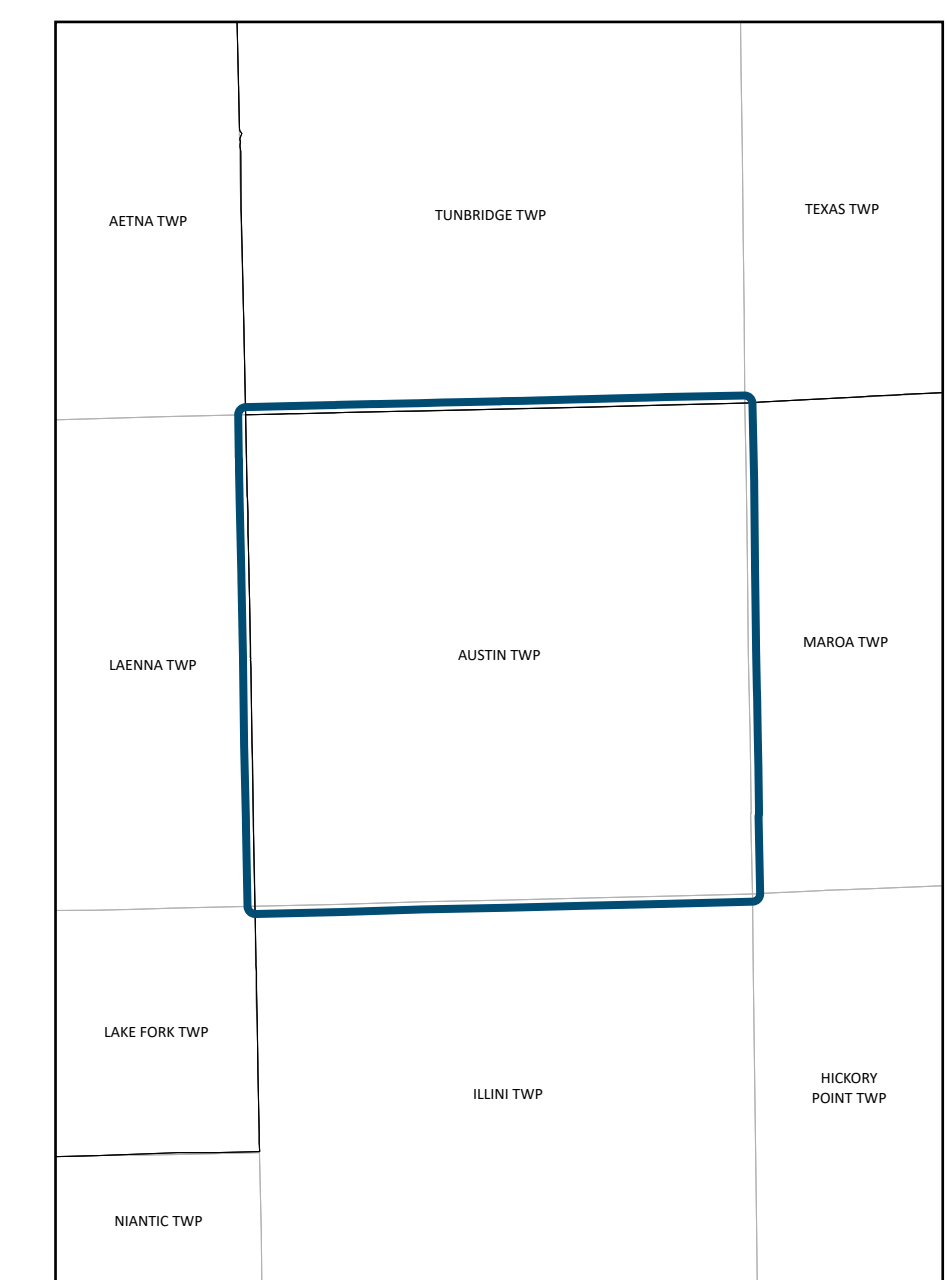 AETNA TWP
TUNBRIDGE TWP
TEXAS TWP
LAENNA TWP
AUSTIN TWP
MAROA TWP
LAKE FORK TWP
ILLINI TWP
HICKORY
POINT TWP
NIANTIC TWP